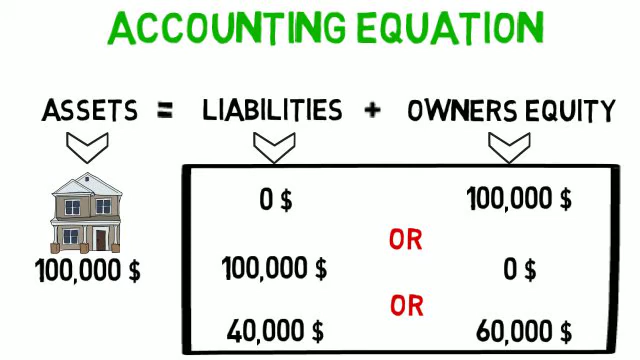 ACCOUNTING EQUATION
ASSETS = LIABILITIES + OWNERS EQUITY
0 $ 100,000 $
OR
100,000 $ 100,000 $ 0 $
OR
40,000 $ 60,000 $